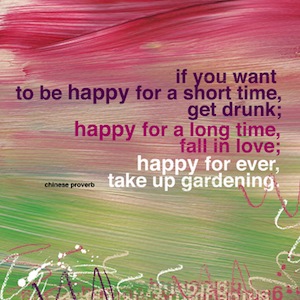 if you want
to be happy for a short time,
get drunk;
happy for a long time,
fall in love;
happy for ever,
take up gardening
chinese proverb